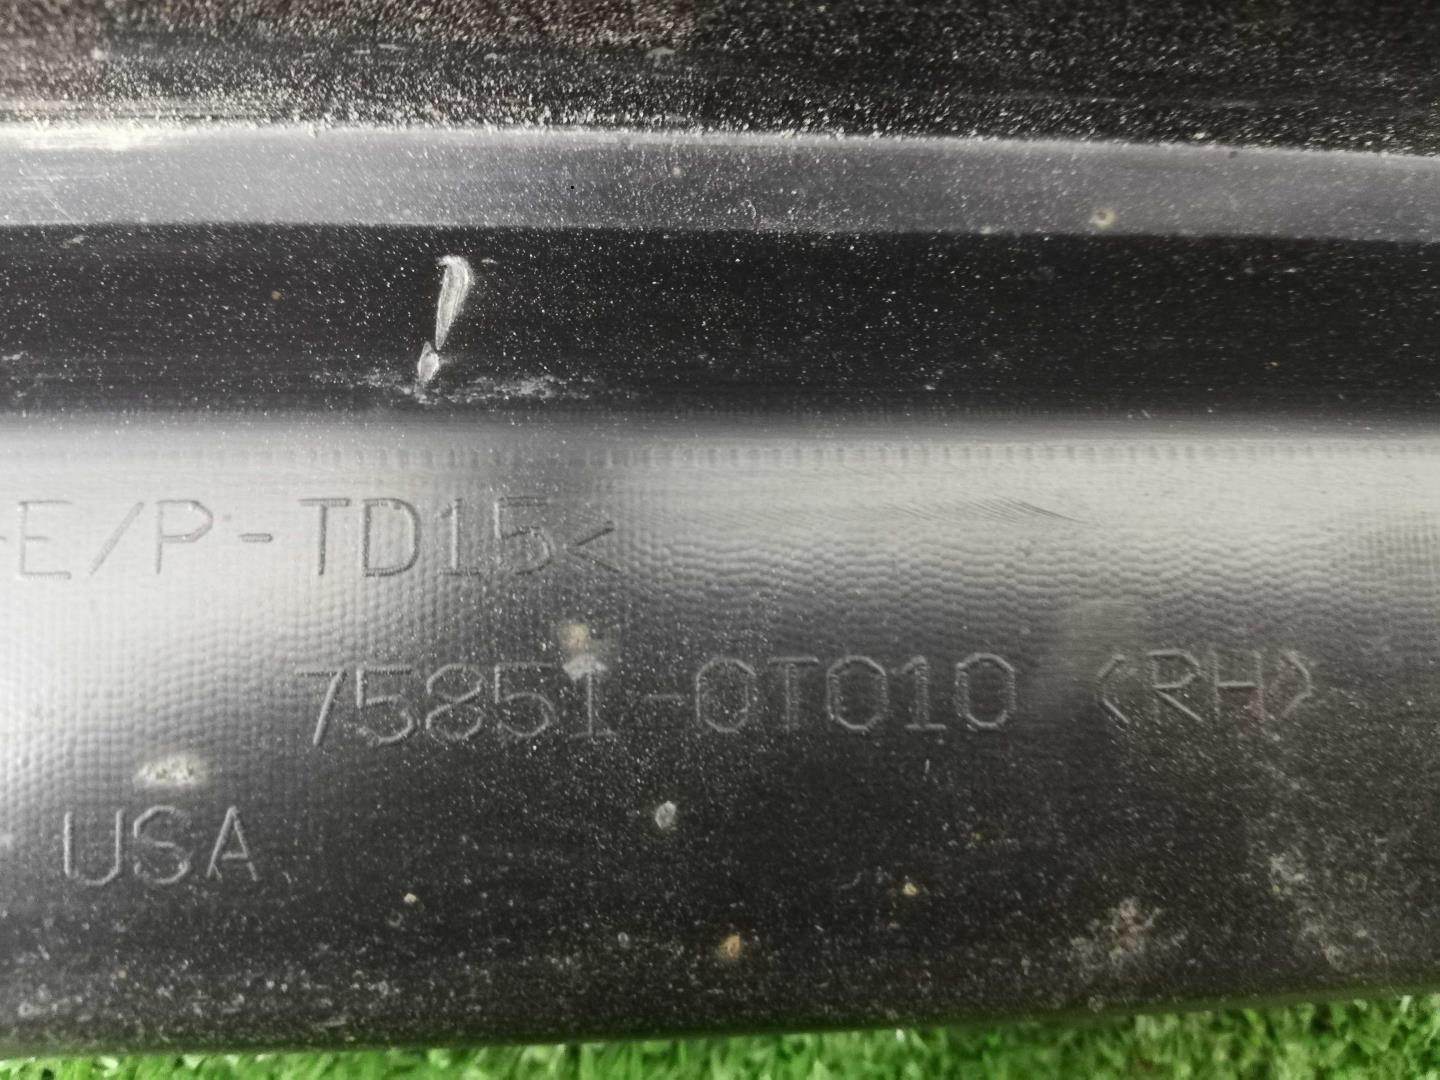 -E/P-TD15<
75851-0T010 (RH)
USA